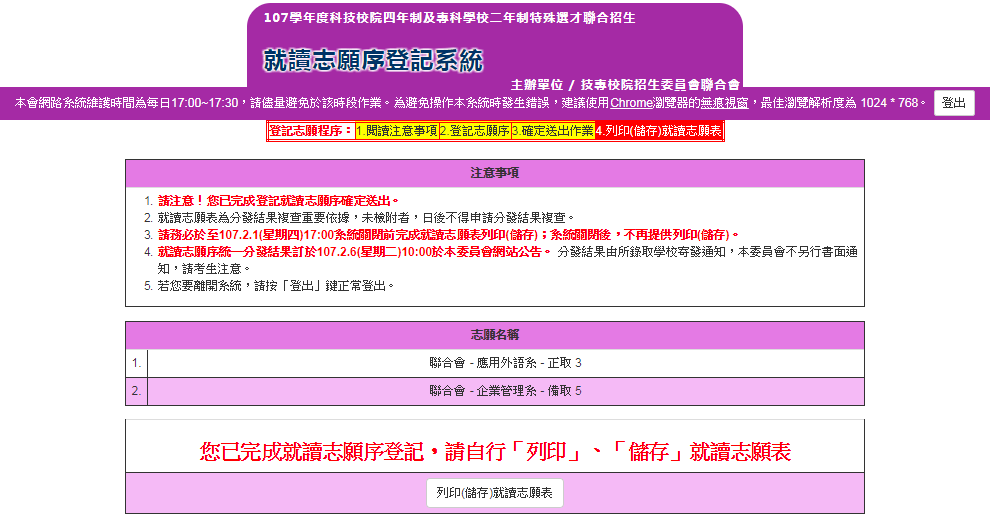 107學年度科技校院四年制及專科學校二年制特殊選才聯合招生
就讀志願序登記系統
主辦單位 / 技專校院招生委員會聯合會
本會網路系統維護時間為每日17:00~17:30，請儘量避免於該時段作業。為避免操作本系統時發生錯誤，建議使用Chrome瀏覽器的無痕視窗，最佳瀏覽解析度為 1024 * 768。 登出
登記志願程序：1.閱讀注意事項 2.登記志願序 3.確定送出作業 4.列印(儲存)就讀志願表
注意事項
1. 請注意！您已完成登記就讀志願序確定送出。
2. 就讀志願表為分發結果複查重要依據，未檢附者，日後不得申請分發結果複查。
3. 請務必於至107.2.1(星期四)17:00系統關閉前完成就讀志願表列印(儲存)；系統關閉後，不再提供列印(儲存)。
4. 就讀志願序統一分發結果訂於107.2.6(星期二)10:00於本委員會網站公告。 分發結果由所錄取學校寄發通知，本委員會不另行書面通
知，請考生注意。
5. 若您要離開系統，請按「登出」鍵正常登出。
志願名稱
1. 聯合會 - 應用外語系 - 正取 3
2. 聯合會 - 企業管理系 - 備取 5
您已完成就讀志願序登記，請自行「列印」、「儲存」就讀志願表
列印(儲存)就讀志願表